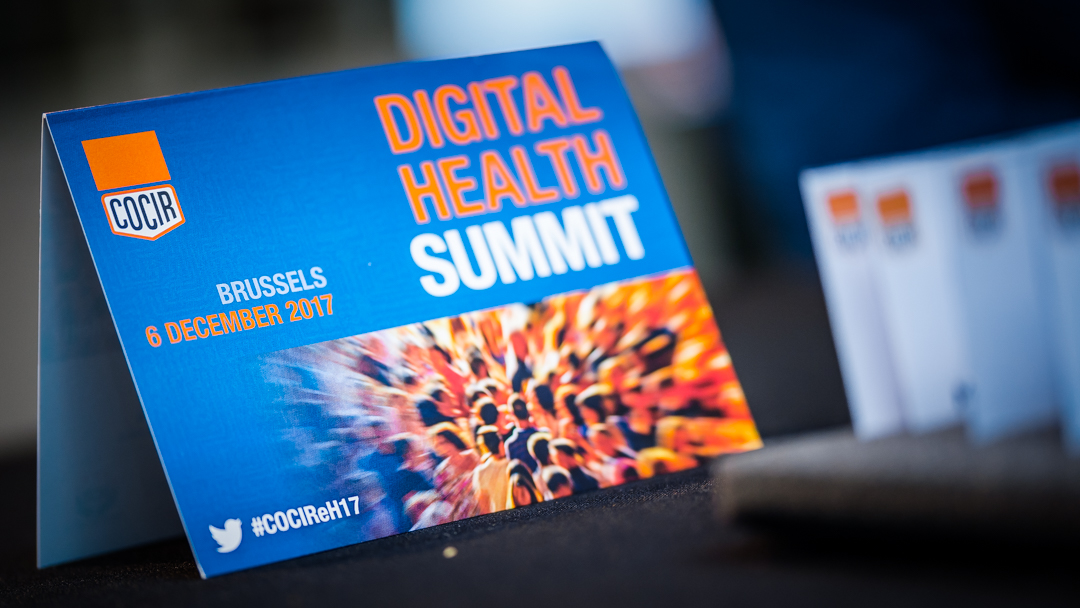 COCIR
DIGITAL
HEALTH
SUMMIT
BRUSSELS
6 DECEMBER 2017
#COCIReH17